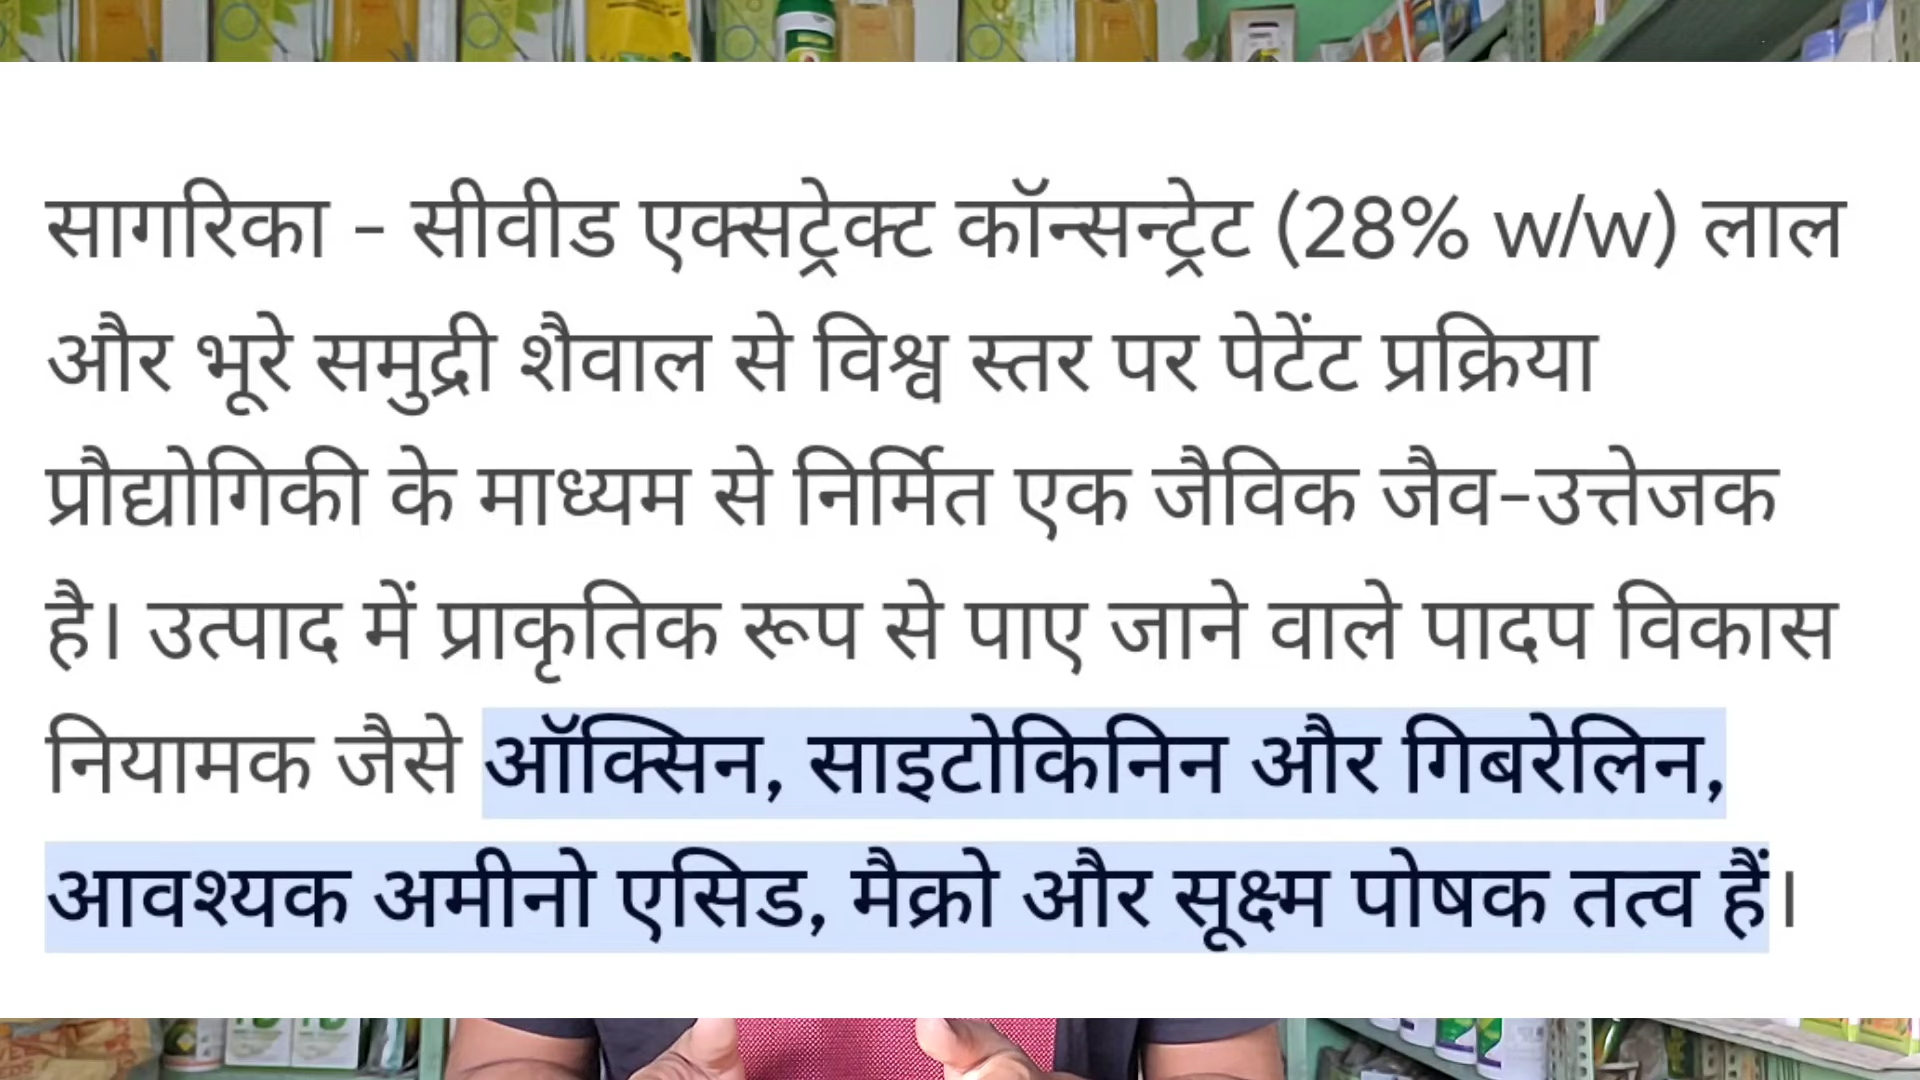 सागरिका - सीवीड एक्सट्रेक्ट कॉन्सन्ट्रेट (28% w/w) लाल
और भूरे समुद्री शैवाल से विश्व स्तर पर पेटेंट प्रक्रिया
प्रौद्योगिकी के माध्यम से निर्मित एक जैविक जैव-उत्तेजक
है। उत्पाद में प्राकृतिक रूप से पाए जाने वाले पादप विकास
नियामक जैसे ऑक्सिन, साइटोकिनिन और गिबरेलिन,
आवश्यक अमीनो एसिड, मैक्रो और सूक्ष्म पोषक तत्व हैं।